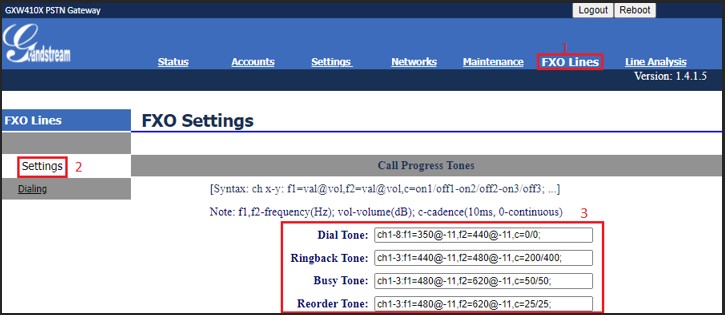 GXW410X PSTN Gateway
Logout Reboot
Grandstream
1
Status Accounts Settings Networks Maintenance FXO Lines Line Analysis
Version: 1.4.1.5
FXO Lines
FXO Settings
Settings 2
Call Progress Tones
Dialing
[Syntax: ch x-y: f1=val@vol,f2=val@vol,c=on1/off1-on2/off2-on3/off3; ...]
Note: f1,f2-frequency(Hz); vol-volume(dB); c-cadence(10ms, 0-continuous) 3
Dial Tone: ch1-8:f1=350@-11,f2=440@-11,c=0/0;
Ringback Tone: ch1-3:f1=440@-11,f2=480@-11,c=200/400;
Busy Tone: ch1-3:f1=480@-11,f2=620@-11,c=50/50;
Reorder Tone: ch1-3:f1=480@-11,f2=620@-11,c=25/25;